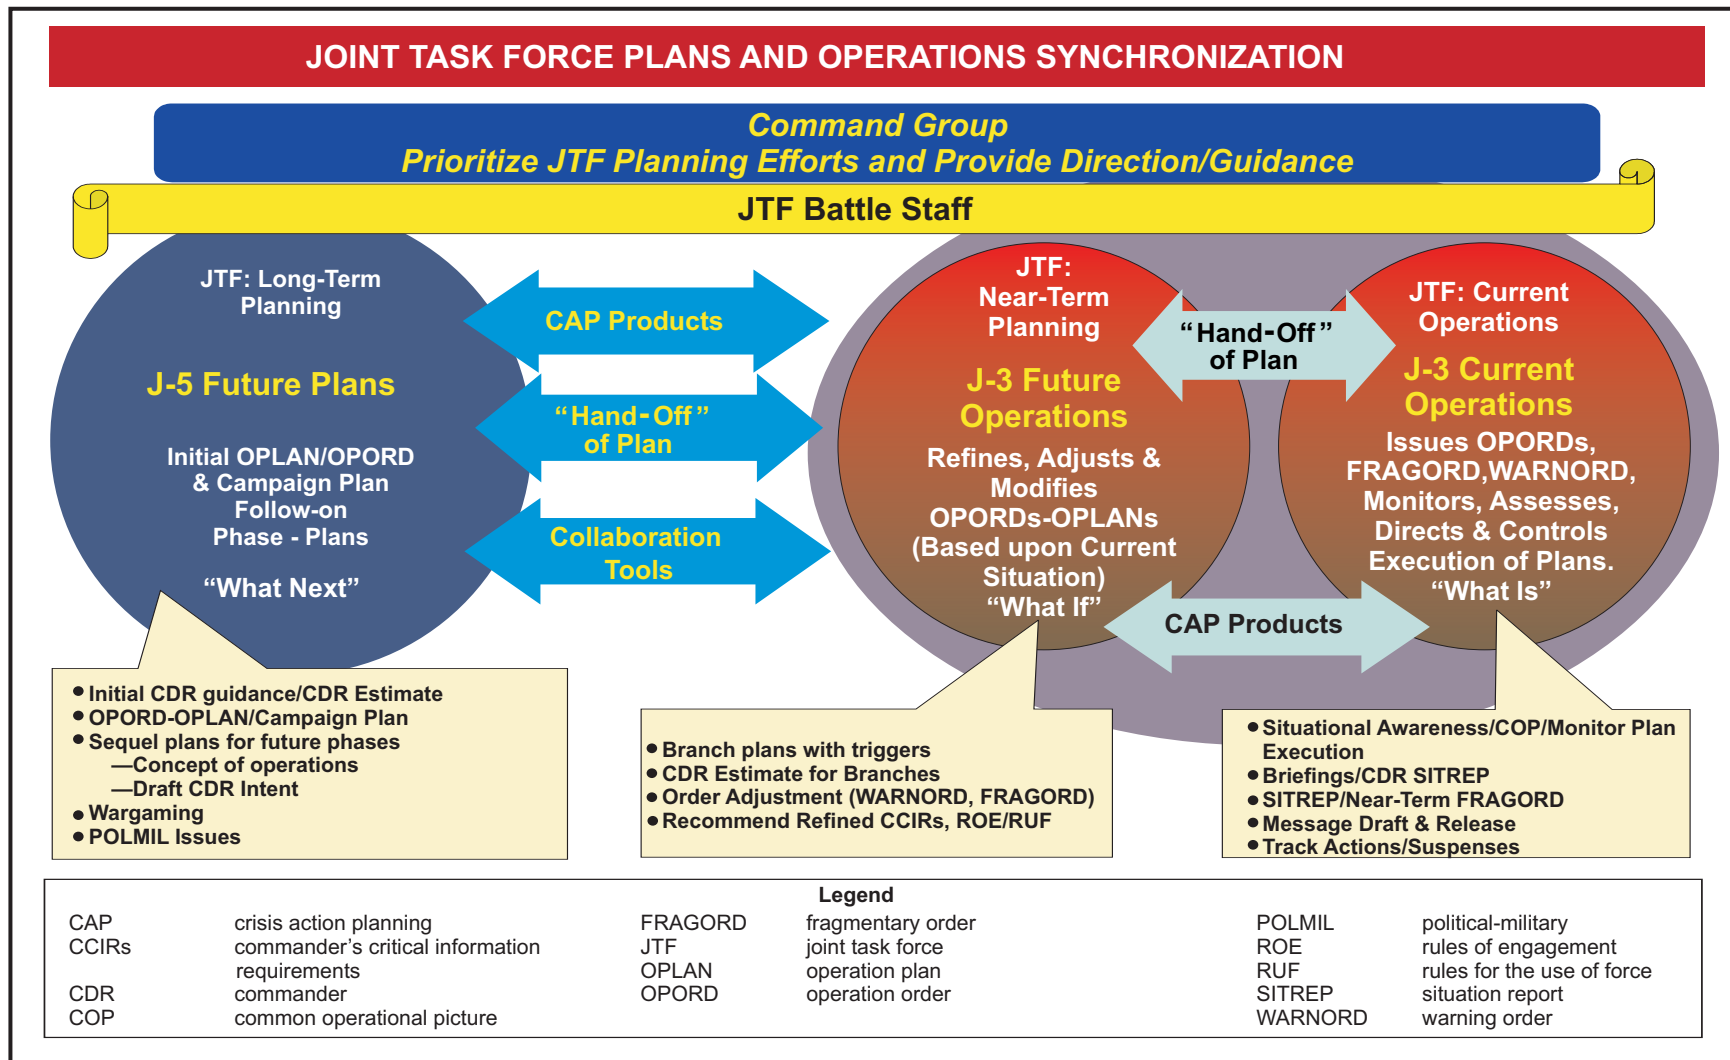 JOINT TASK FORCE PLANS AND OPERATIONS SYNCHRONIZATION
Command Group
Prioritize JTF Planning Efforts and Provide Direction/Guidance
JTF Battle Staff
JTF: Long-Term
Planning
J-5 Future Plans
Initial OPLAN/OPORD
& Campaign Plan
Follow-on
Phase - Plans
“What Next”
CAP Products
“Hand-Off”
of Plan
Collaboration
Tools
JTF:
Near-Term
Planning
J-3 Future
Operations
Refines, Adjusts &
Modifies
OPORDs-OPLANs
(Based upon Current
Situation)
“What If”
“Hand-Off”
of Plan
CAP Products
JTF: Current
Operations
J-3 Current
Operations
Issues OPORDs,
FRAGORD,WARNORD,
Monitors, Assesses,
Directs & Controls
Execution of Plans.
“What Is”
• Initial CDR guidance/CDR Estimate
• OPORD-OPLAN/Campaign Plan
• Sequel plans for future phases
—Concept of operations
—Draft CDR Intent
• Wargaming
• POLMIL Issues
• Branch plans with triggers
• CDR Estimate for Branches
• Order Adjustment (WARNORD, FRAGORD)
• Recommend Refined CCIRs, ROE/RUF
• Situational Awareness/COP/Monitor Plan
Execution
• Briefings/CDR SITREP
• SITREP/Near-Term FRAGORD
• Message Draft & Release
• Track Actions/Suspenses
Legend
CAP crisis action planning
CCIRs commander’s critical information
requirements
CDR commander
COP common operational picture
FRAGORD fragmentary order
JTF joint task force
OPLAN operation plan
OPORD operation order
POLMIL political-military
ROE rules of engagement
RUF rules for the use of force
SITREP situation report
WARNORD warning order